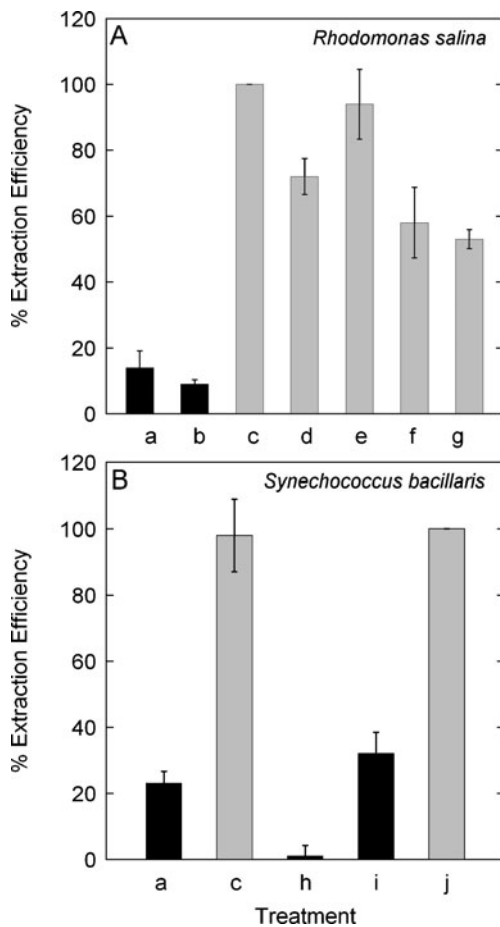 A
Rhodomonas salina
% Extraction Efficiency
120
100
80
60
40
20
0
a b c d e f g
B
Synechococcus bacillaris
% Extraction Efficiency
120
100
80
60
40
20
0
a c h i j
Treatment